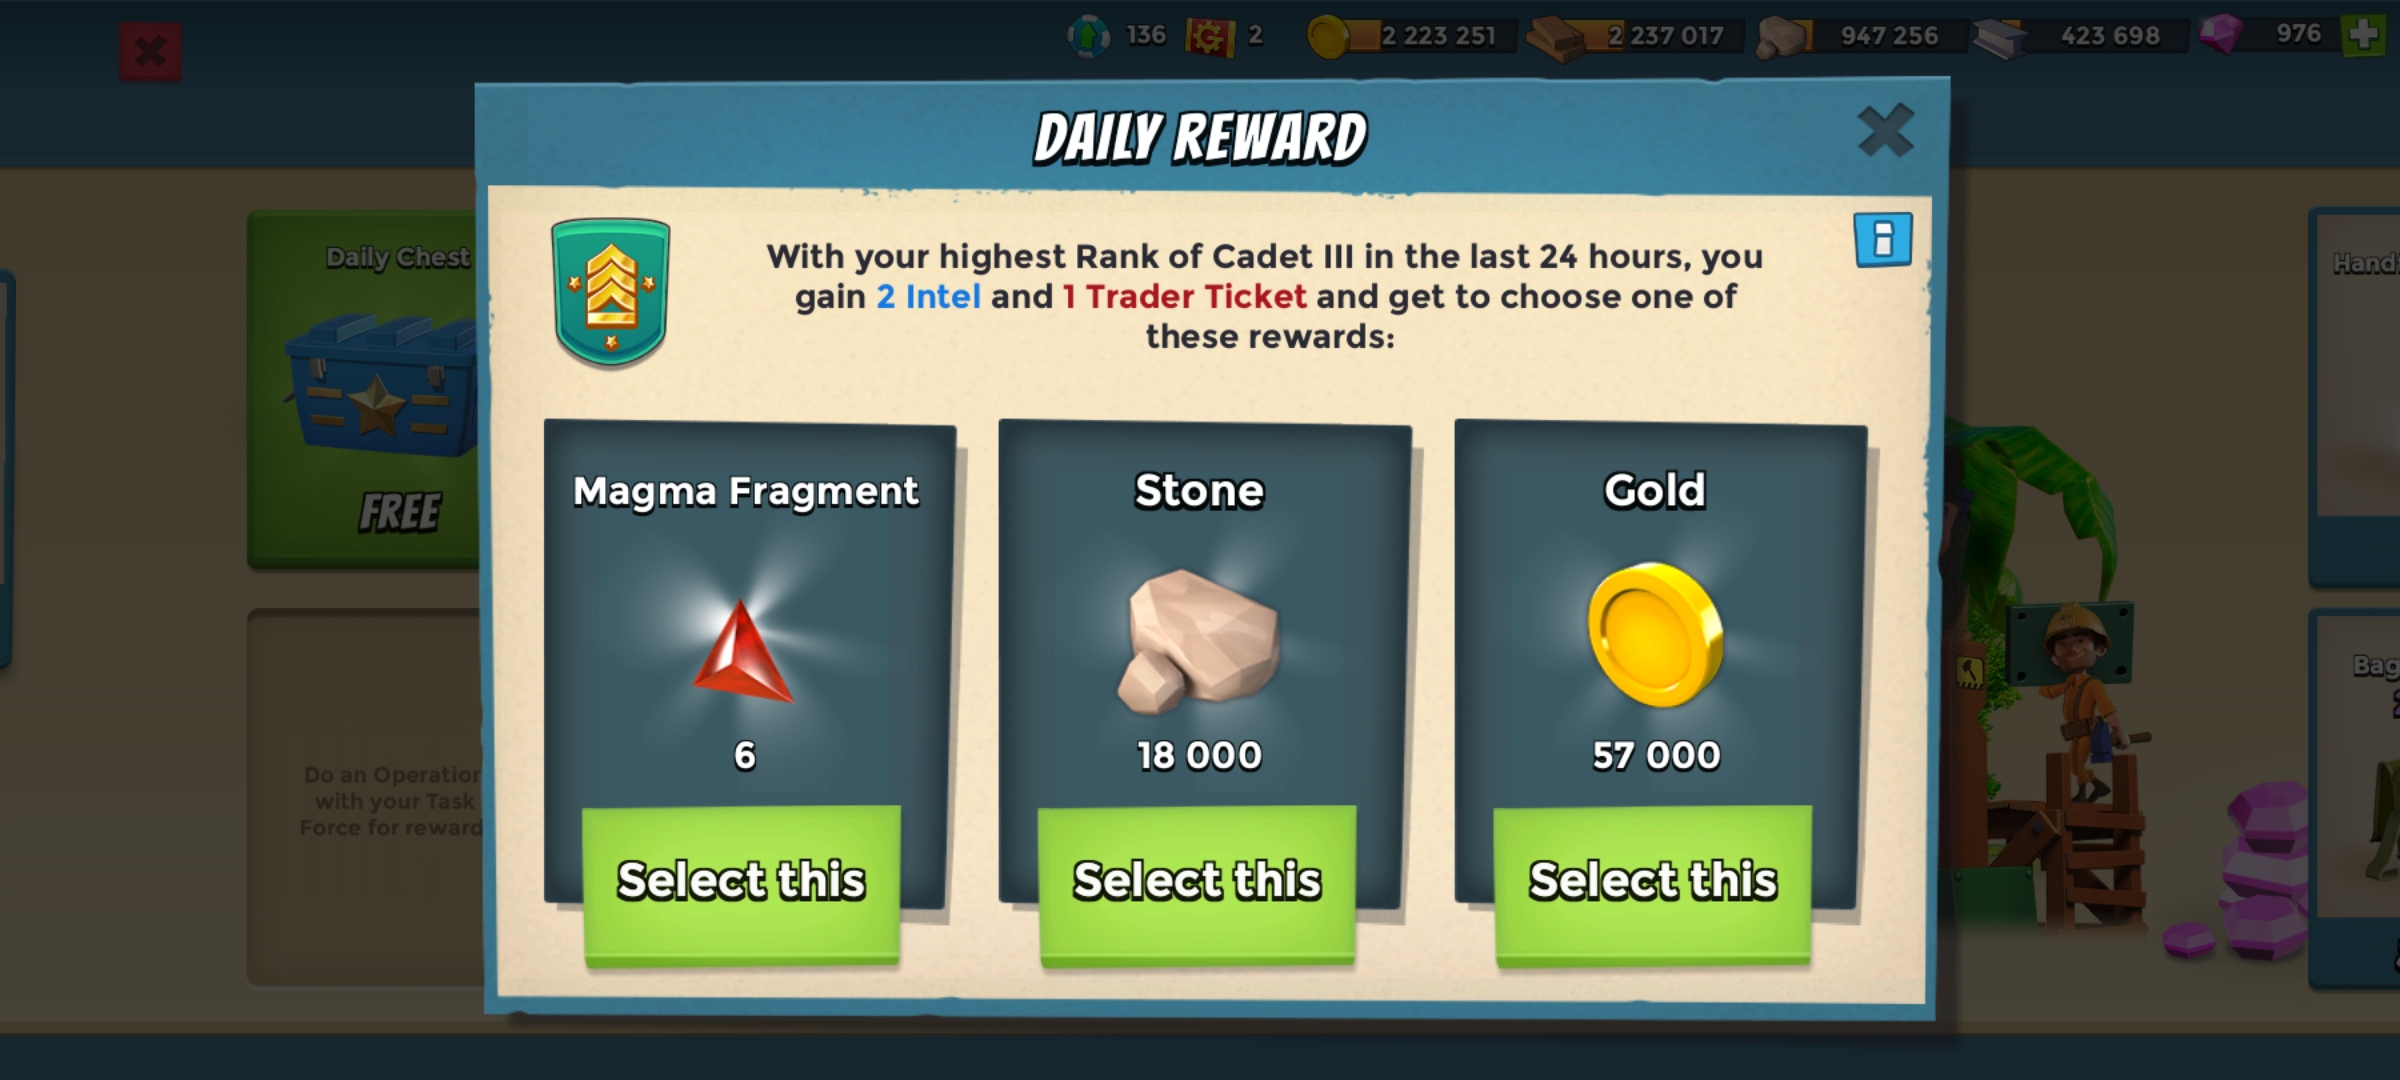 136
2
2 223 251
2 237 017
947 256
423 698
976
DAILY REWARD
With your highest Rank of Cadet III in the last 24 hours, you
gain 2 Intel and 1 Trader Ticket and get to choose one of
these rewards:
Daily Chest
FREE
Do an Operation
with your Task
Force for reward
Magma Fragment
6
Select this
Stone
18 000
Select this
Gold
57 000
Select this
Hand
Bag